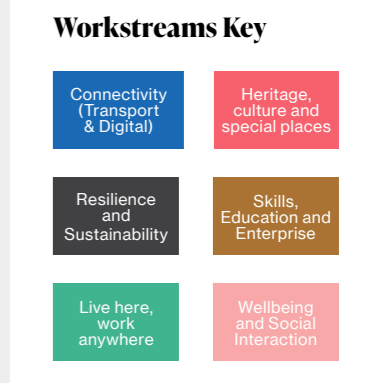 Workstreams Key
Connectivity
(Transport
& Digital)
Heritage,
culture and
special places
Resilience
and
Sustainability
Skills,
Education and
Enterprise
Live here,
work
anywhere
Wellbeing
and Social
Interaction